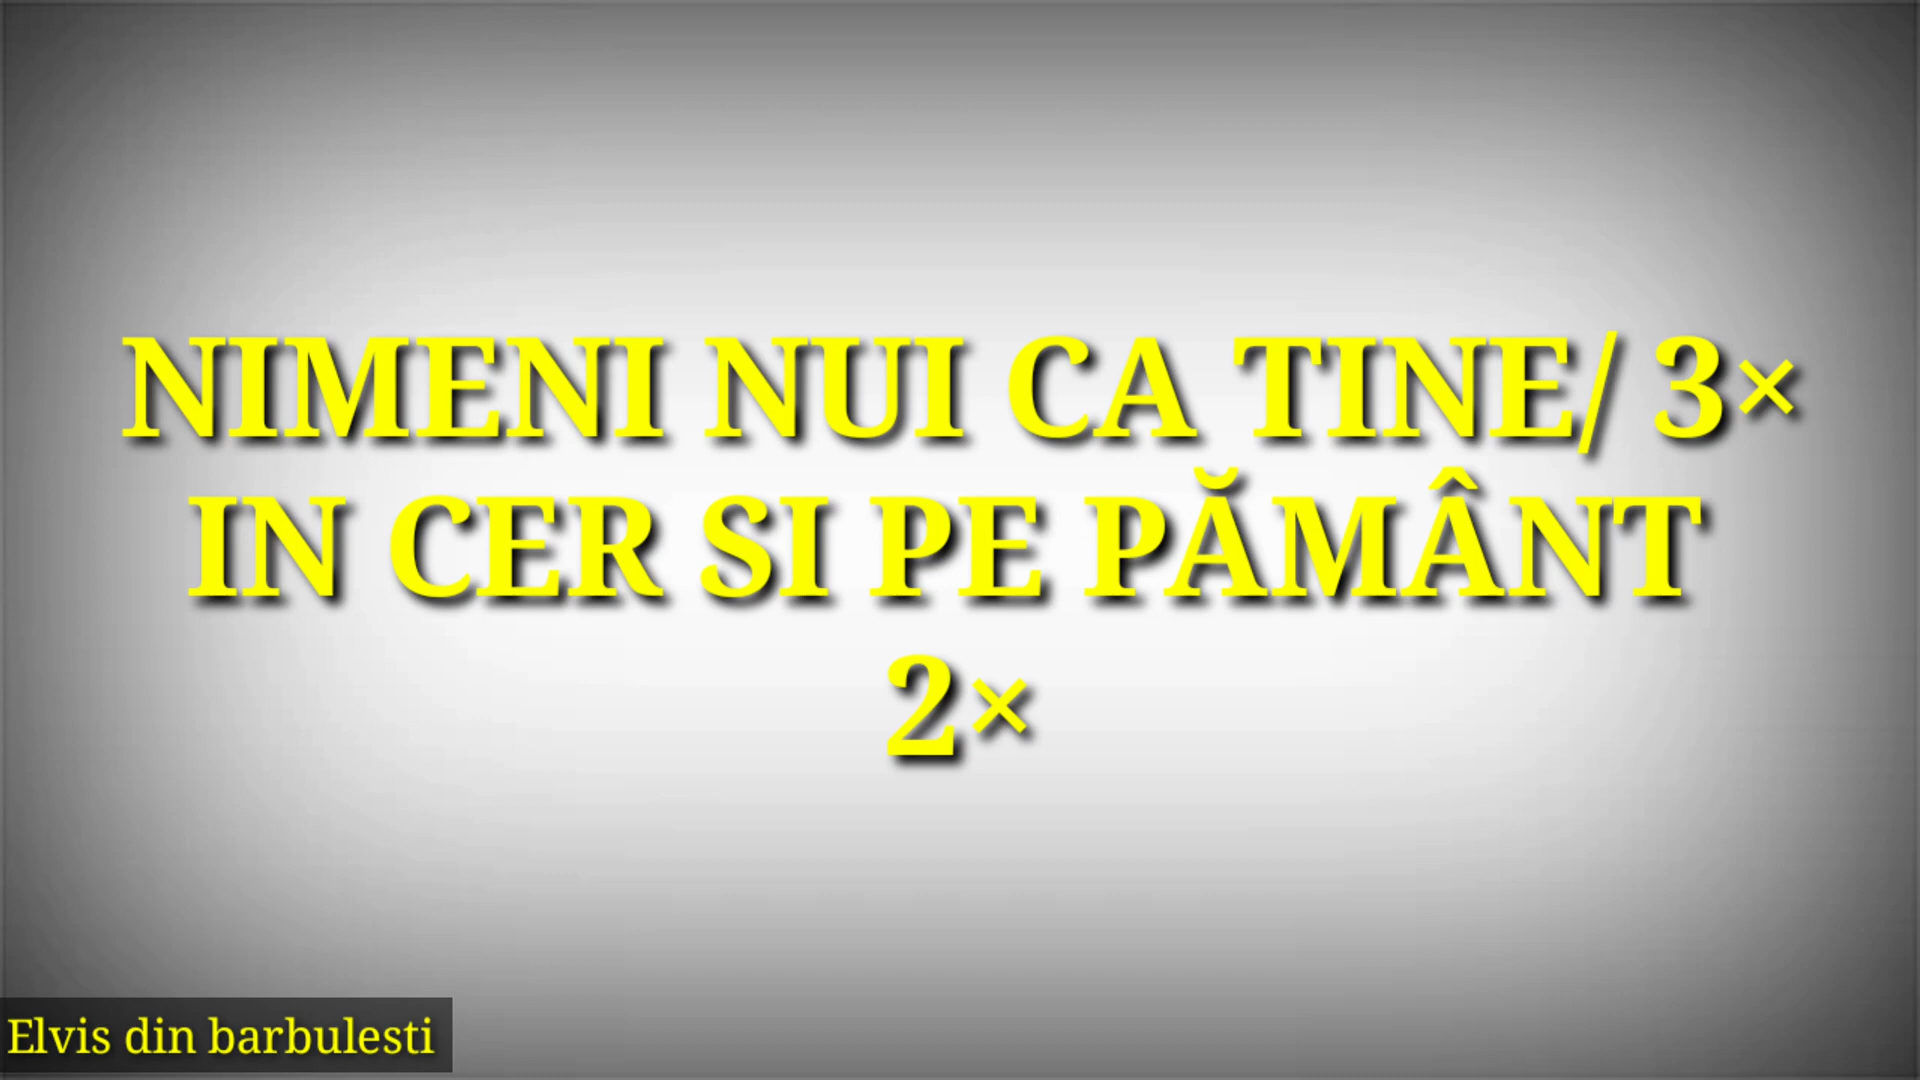 NIMENI NUI CA TINE/ 3×
IN CER SI PE PĂMÂNT
2×
Elvis din barbulesti